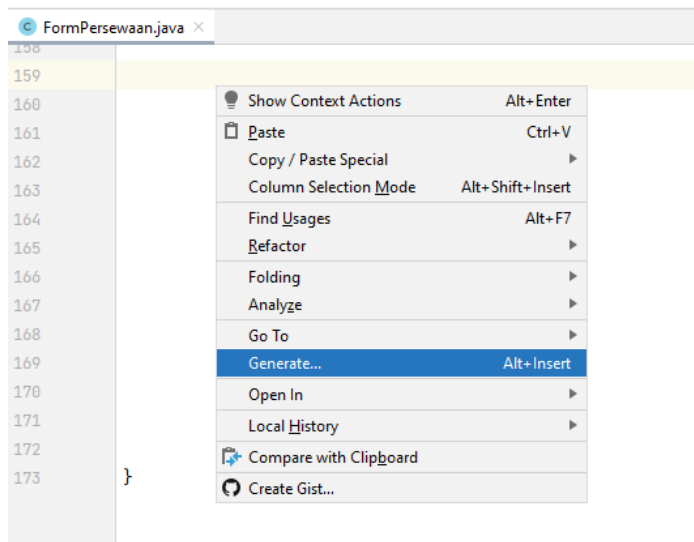 C FormPersewaan.java
158
159
160
161
162
163
164
165
166
167
168
169
170
171
172
173 }
Show Context Actions Alt+Enter
Paste Ctrl+V
Copy / Paste Special
Column Selection Mode Alt+Shift+Insert
Find Usages Alt+F7
Refactor
Folding
Analyze
Go To
Generate... Alt+Insert
Open In
Local History
Compare with Clipboard
Create Gist...